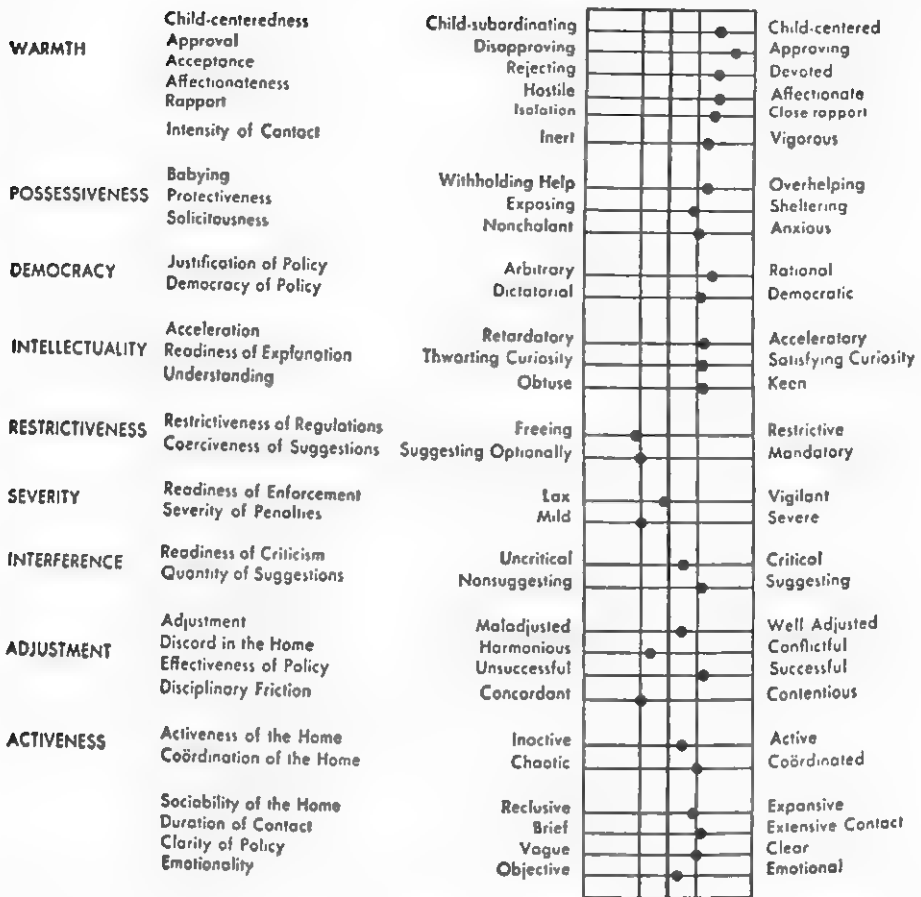 WARMTH Child-centeredness Child-subordinating Child-centered
Approval Disapproving Approving
Acceptance Rejecting Devoted
Affectionateness Hostile Affectionate
Rapport Isolation Close rapport
Intensity of Contact Inert Vigorous
POSSESSIVENESS Babying Withholding Help Overhelping
Protectiveness Exposing Sheltering
Solicitousness Nonchalant Anxious
DEMOCRACY Justification of Policy Arbitrary Rational
Democracy of Policy Dictatorial Democratic
INTELLECTUALITY Acceleration Retardatory Acceleratory
Readiness of Explanation Thwarting Curiosity Satisfying Curiosity
Understanding Obtuse Keen
RESTRICTIVENESS Restrictiveness of Regulations Freeing Restrictive
Coerciveness of Suggestions Suggesting Optionally Mandatory
SEVERITY Readiness of Enforcement Lax Vigilant
Severity of Penalties Mild Severe
INTERFERENCE Readiness of Criticism Uncritical Critical
Quantity of Suggestions Nonsuggesting Suggesting
ADJUSTMENT Adjustment Maladjusted Well Adjusted
Discord in the Home Harmonious Conflictful
Effectiveness of Policy Unsuccessful Successful
Disciplinary Friction Concordant Contentious
ACTIVENESS Activeness of the Home Inactive Active
Coördination of the Home Chaotic Coördinated
Sociability of the Home Reclusive Expansive
Duration of Contact Brief Extensive Contact
Clarity of Policy Vague Clear
Emotionality Objective Emotional